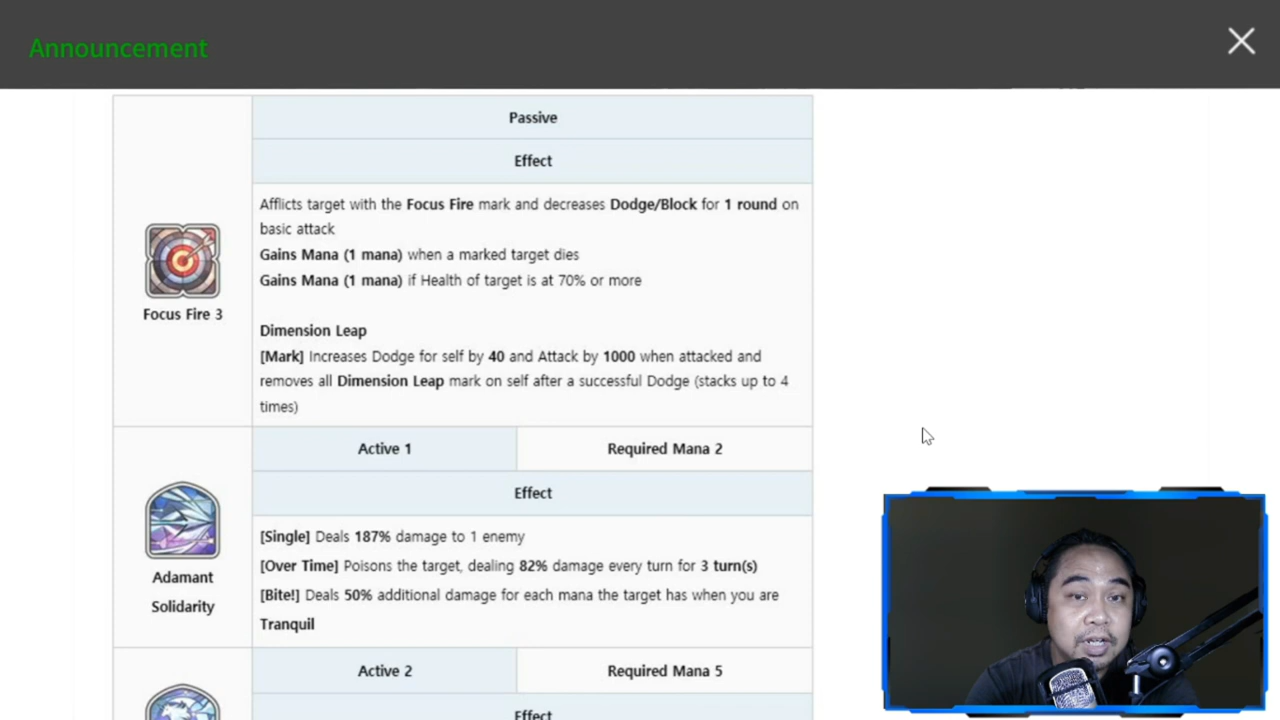 Announcement
Passive
Effect
Afflicts target with the Focus Fire mark and decreases Dodge/Block for 1 round on
basic attack
Gains Mana (1 mana) when a marked target dies
Gains Mana (1 mana) if Health of target is at 70% or more
Focus Fire 3
Dimension Leap
[Mark] Increases Dodge for self by 40 and Attack by 1000 when attacked and
removes all Dimension Leap mark on self after a successful Dodge (stacks up to 4
times)
Active 1
Required Mana 2
Effect
[Single] Deals 187% damage to 1 enemy
[Over Time] Poisons the target, dealing 82% damage every turn for 3 turn(s)
[Bite!] Deals 50% additional damage for each mana the target has when you are
Tranquil
Adamant
Solidarity
Active 2
Required Mana 5
Effect